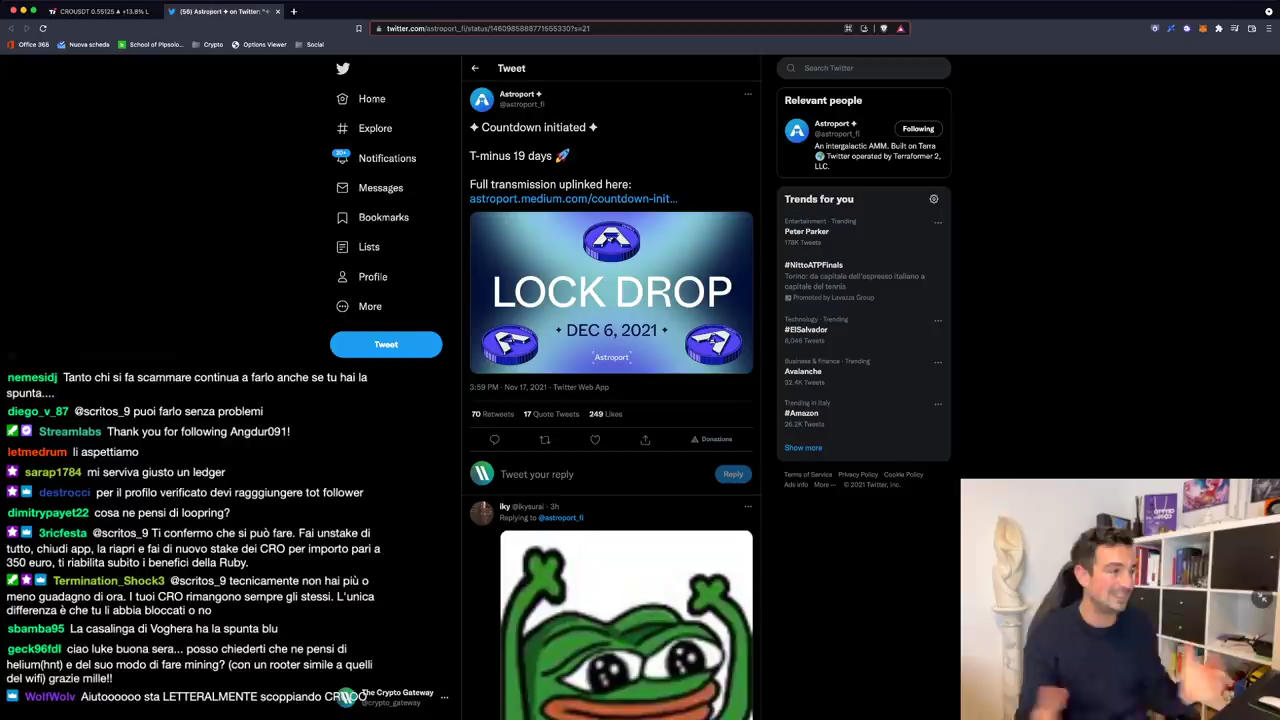 CROUSDT 0.55125 ▲ +13.8% L
(56) Astroport ✦ on Twitter: "
twitter.com/astroport_fi/status/1460985888771555330?s=21
Office 365
Nuova scheda
School of Pipsolo...
Crypto
Options Viewer
Social
Home
Explore
20+
Notifications
Messages
Bookmarks
Lists
Profile
More
Tweet
Tweet
Astroport ✦
@astroport_fi
✦ Countdown initiated ✦
T-minus 19 days 🚀
Full transmission uplinked here:
astroport.medium.com/countdown-init...
LOCK DROP
✦ DEC 6, 2021 ✦
Astroport
3:59 PM · Nov 17, 2021 · Twitter Web App
70 Retweets 17 Quote Tweets 249 Likes
Donations
Tweet your reply
Reply
iky @ikysurai · 3h
Replying to @astroport_fi
Search Twitter
Relevant people
Astroport ✦
@astroport_fi
Following
An intergalactic AMM. Built on Terra
🌍 Twitter operated by Terraformer 2,
LLC.
Trends for you
Entertainment · Trending
Peter Parker
178K Tweets
#NittoATPFinals
Torino: da capitale dell'espresso italiano a
capitale del tennis
Promoted by Lavazza Group
Technology · Trending
#ElSalvador
8,046 Tweets
Business & finance · Trending
Avalanche
32.4K Tweets
Trending in Italy
#Amazon
26.2K Tweets
Show more
Terms of Service Privacy Policy Cookie Policy
Ads info More ··· © 2021 Twitter, Inc.
nemesidj Tanto chi si fa scammare continua a farlo anche se tu hai la
spunta....
diego_v_87 @scritos_9 puoi farlo senza problemi
Streamlabs Thank you for following Angdur091!
letmedrum li aspettiamo
sarap1784 mi serviva giusto un ledger
destrocci per il profilo verificato devi ragggiungere tot follower
dimitrypayet22 cosa ne pensi di loopring?
3ricfesta @scritos_9 Ti confermo che si può fare. Fai unstake di
tutto, chiudi app, la riapri e fai di nuovo stake dei CRO per importo pari a
350 euro, ti riabilita subito i benefici della Ruby.
Termination_Shock3 @scritos_9 tecnicamente non hai più o
meno guadagno di ora. I tuoi CRO rimangono sempre gli stessi. L'unica
differenza è che tu li abbia bloccati o no
sbamba95 La casalinga di Voghera ha la spunta blu
geck96fdl ciao luke buona sera... posso chiederti che ne pensi di
helium(hnt) e del suo modo di fare mining? (con un rooter simile a quelli
del wifi) grazie mille!!
WolfWolv Aiutoooooo sta LETTERALMENTE scoppiando
The Crypto Gateway
@crypto_gateway